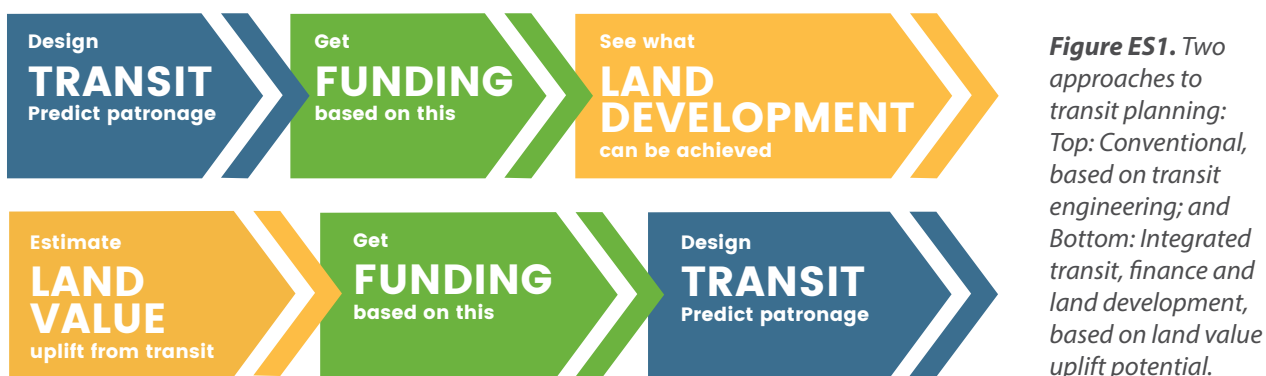 Design
TRANSIT
Predict patronage
Get
FUNDING
based on this
See what
LAND
DEVELOPMENT
can be achieved
Estimate
LAND
VALUE
uplift from transit
Get
FUNDING
based on this
Design
TRANSIT
Predict patronage
Figure ES1. Two
approaches to
transit planning:
Top: Conventional,
based on transit
engineering; and
Bottom: Integrated
transit, finance and
land development,
based on land value
uplift potential.